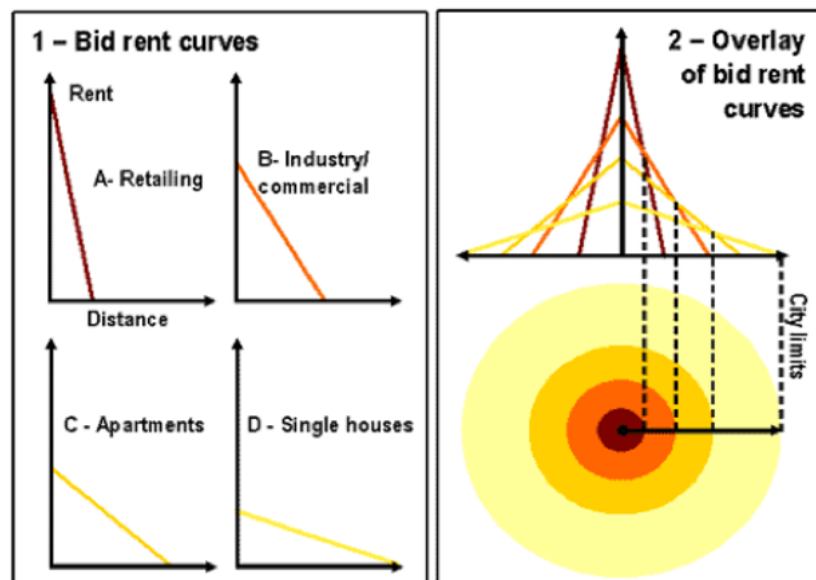 1 – Bid rent curves
Rent
A- Retailing
Distance
B- Industry/
commercial
C - Apartments
D - Single houses
2 – Overlay
of bid rent
curves
City limits